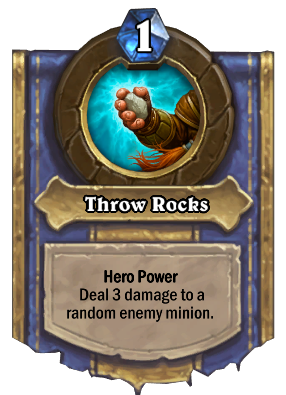 1
Throw Rocks
Hero Power
Deal 3 damage to a
random enemy minion.